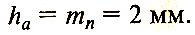 hₐ = mₙ = 2 мм.